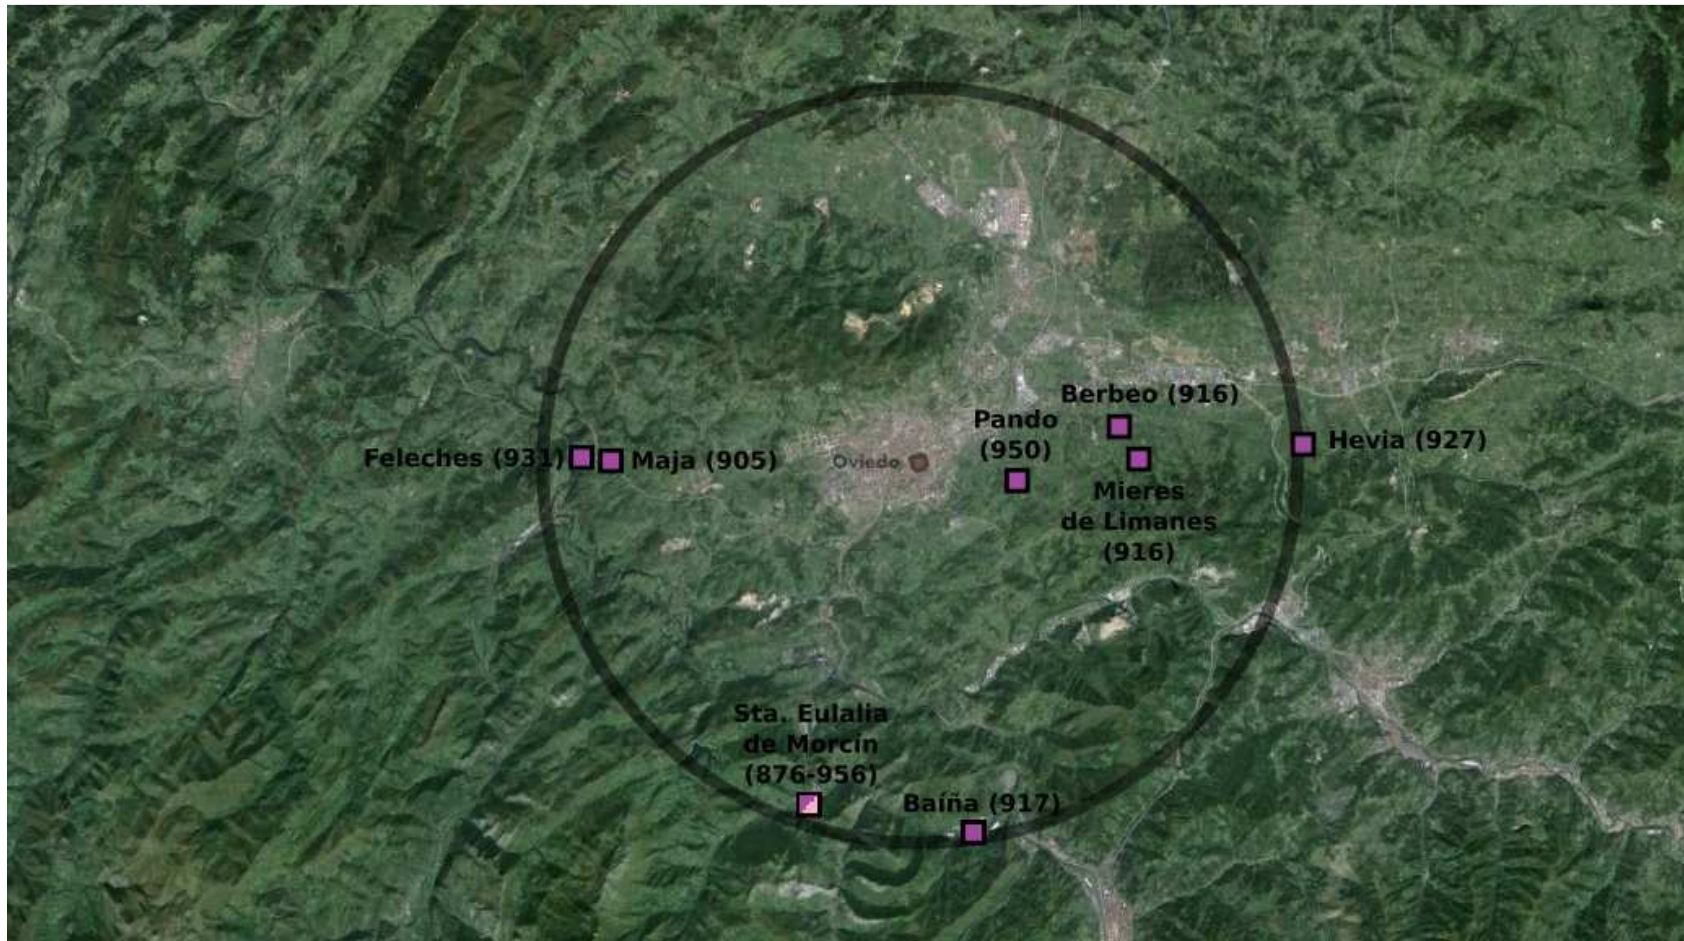 Berbeo (916)
Pando
(950)
Hevia (927)
Feleches (931)
Maja (905)
Oviedo
Mieres
de Limanes
(916)
Sta. Eulalia
de Morcín
(876-956)
Baíña (917)